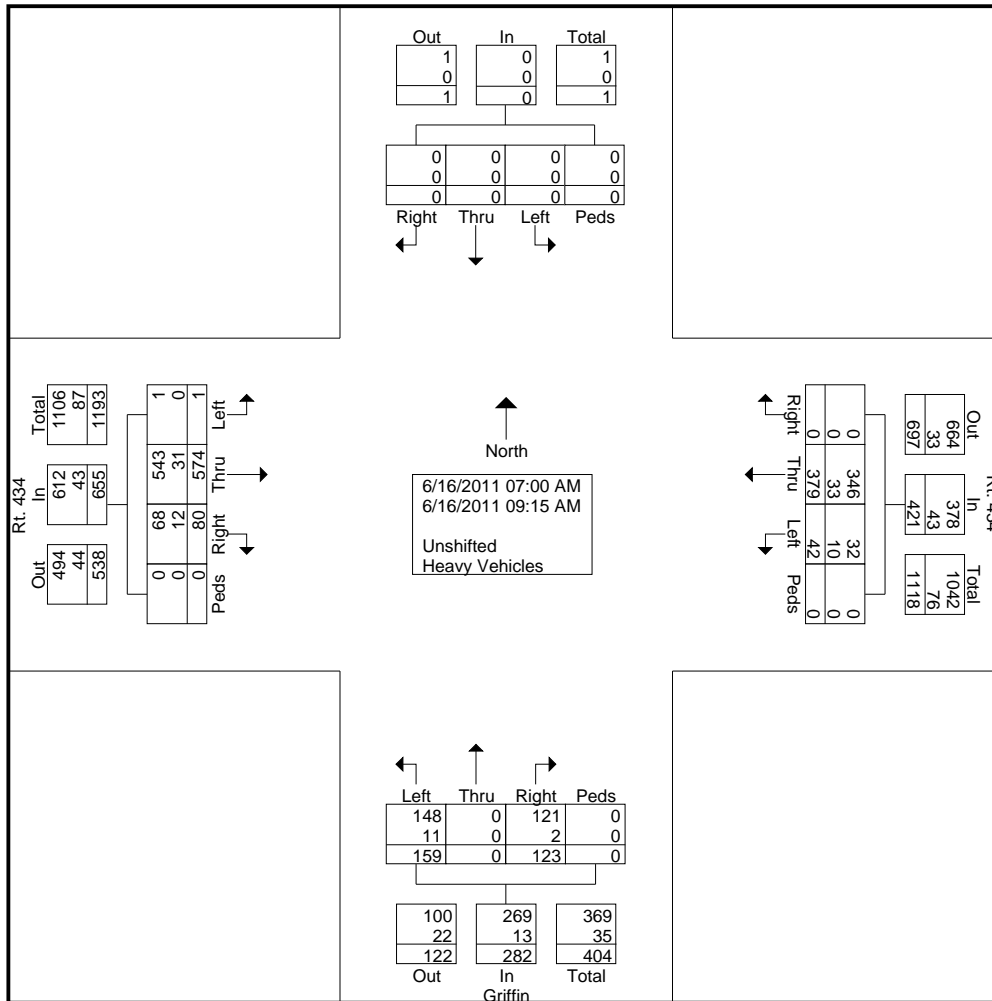 Out In Total
1 0 1
0 0 0
1 0 1
0 0 0 0
0 0 0 0
0 0 0 0
Right Thru Left Peds
Rt. 434
Total In Out
1106 612 494
87 43 44
1193 655 538
1 543 68 0
0 31 12 0
1 574 80 0
Left Thru Right Peds
North
6/16/2011 07:00 AM
6/16/2011 09:15 AM
Unshifted
Heavy Vehicles
Right Thru Left Peds
0 346 32 0
0 33 10 0
0 379 42 0
Out In Total
664 378 1042
33 43 76
697 421 1118
Rt. 434
Left Thru Right Peds
148 0 121 0
11 0 2 0
159 0 123 0
100 269 369
22 13 35
122 282 404
Out In Total
Griffin